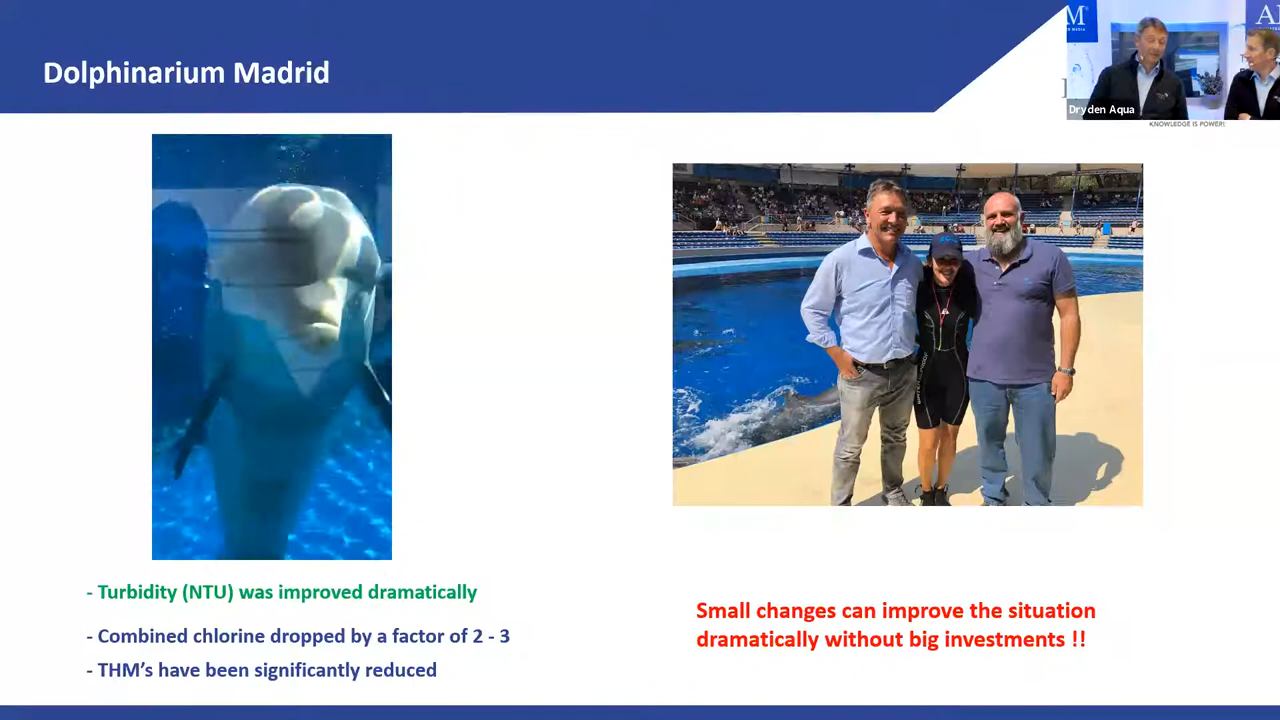 Dolphinarium Madrid
M®
A
Dryden Aqua
KNOWLEDGE IS POWER!
- Turbidity (NTU) was improved dramatically
- Combined chlorine dropped by a factor of 2 - 3
- THM's have been significantly reduced
Small changes can improve the situation
dramatically without big investments !!